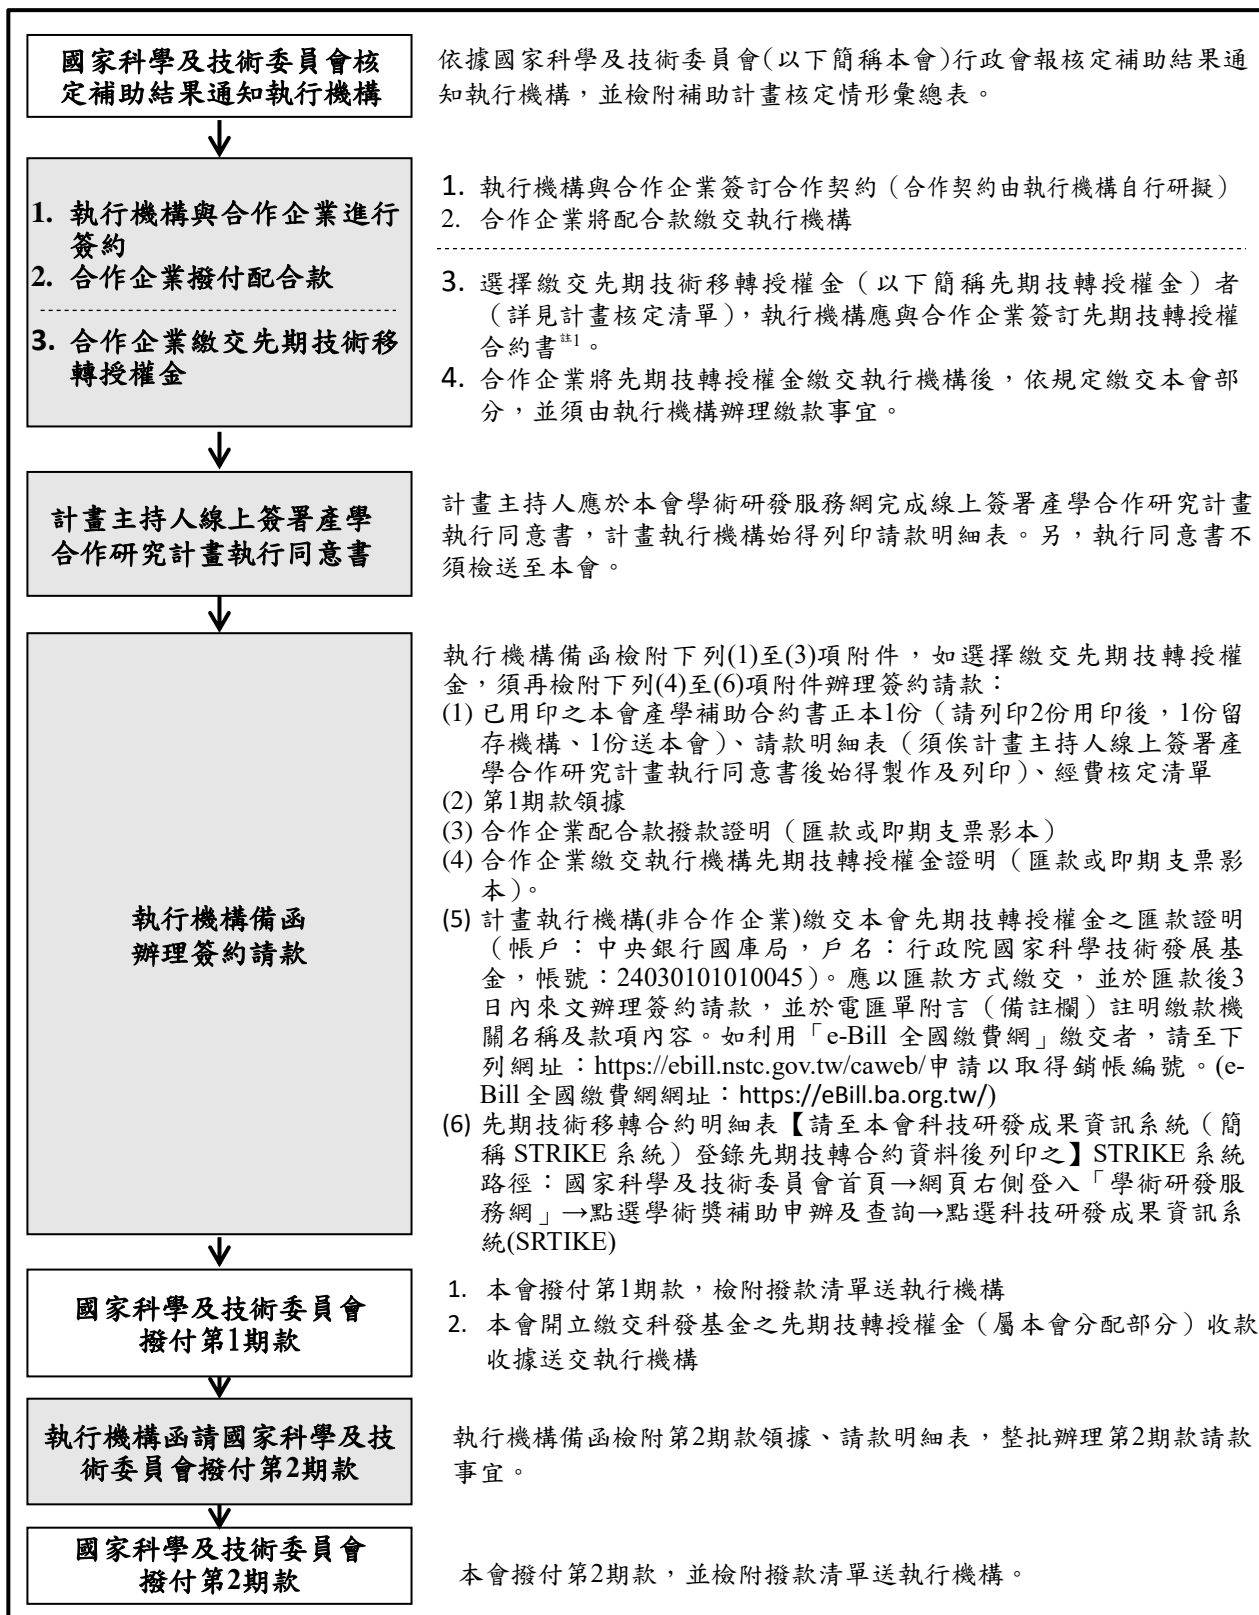 國家科學及技術委員會核
定補助結果通知執行機構
依據國家科學及技術委員會(以下簡稱本會)行政會報核定補助結果通
知執行機構，並檢附補助計畫核定情形彙總表。
1. 執行機構與合作企業進行
簽約
2. 合作企業撥付配合款
3. 合作企業繳交先期技術移
轉授權金
1. 執行機構與合作企業簽訂合作契約（合作契約由執行機構自行研擬）
2. 合作企業將配合款繳交執行機構
3. 選擇繳交先期技術移轉授權金（以下簡稱先期技轉授權金）者
（詳見計畫核定清單），執行機構應與合作企業簽訂先期技轉授權
合約書註1。
4. 合作企業將先期技轉授權金繳交執行機構後，依規定繳交本會部
分，並須由執行機構辦理繳款事宜。
計畫主持人線上簽署產學
合作研究計畫執行同意書
計畫主持人應於本會學術研發服務網完成線上簽署產學合作研究計畫
執行同意書，計畫執行機構始得列印請款明細表。另，執行同意書不
須檢送至本會。
執行機構備函
辦理簽約請款
執行機構備函檢附下列(1)至(3)項附件，如選擇繳交先期技轉授權
金，須再檢附下列(4)至(6)項附件辦理簽約請款：
(1) 已用印之本會產學補助合約書正本1份（請列印2份用印後，1份留
存機構、1份送本會）、請款明細表（須俟計畫主持人線上簽署產
學合作研究計畫執行同意書後始得製作及列印）、經費核定清單
(2) 第1期款領據
(3) 合作企業配合款撥款證明（匯款或即期支票影本）
(4) 合作企業繳交執行機構先期技轉授權金證明（匯款或即期支票影
本）。
(5) 計畫執行機構(非合作企業)繳交本會先期技轉授權金之匯款證明
（帳戶：中央銀行國庫局，戶名：行政院國家科學技術發展基
金，帳號：24030101010045）。應以匯款方式繳交，並於匯款後3
日內來文辦理簽約請款，並於電匯單附言（備註欄）註明繳款機
關名稱及款項內容。如利用「e-Bill 全國繳費網」繳交者，請至下
列網址：https://ebill.nstc.gov.tw/caweb/申請以取得銷帳編號。(e-
Bill 全國繳費網網址：https://eBill.ba.org.tw/)
(6) 先期技術移轉合約明細表【請至本會科技研發成果資訊系統（簡
稱 STRIKE 系統）登錄先期技轉合約資料後列印之】STRIKE 系統
路徑：國家科學及技術委員會首頁→網頁右側登入「學術研發服
務網」→點選學術獎補助申辦及查詢→點選科技研發成果資訊系
統(SRTIKE)
國家科學及技術委員會
撥付第1期款
1. 本會撥付第1期款，檢附撥款清單送執行機構
2. 本會開立繳交科發基金之先期技轉授權金（屬本會分配部分）收款
收據送交執行機構
執行機構函請國家科學及技
術委員會撥付第2期款
執行機構備函檢附第2期款領據、請款明細表，整批辦理第2期款請款
事宜。
國家科學及技術委員會
撥付第2期款
本會撥付第2期款，並檢附撥款清單送執行機構。